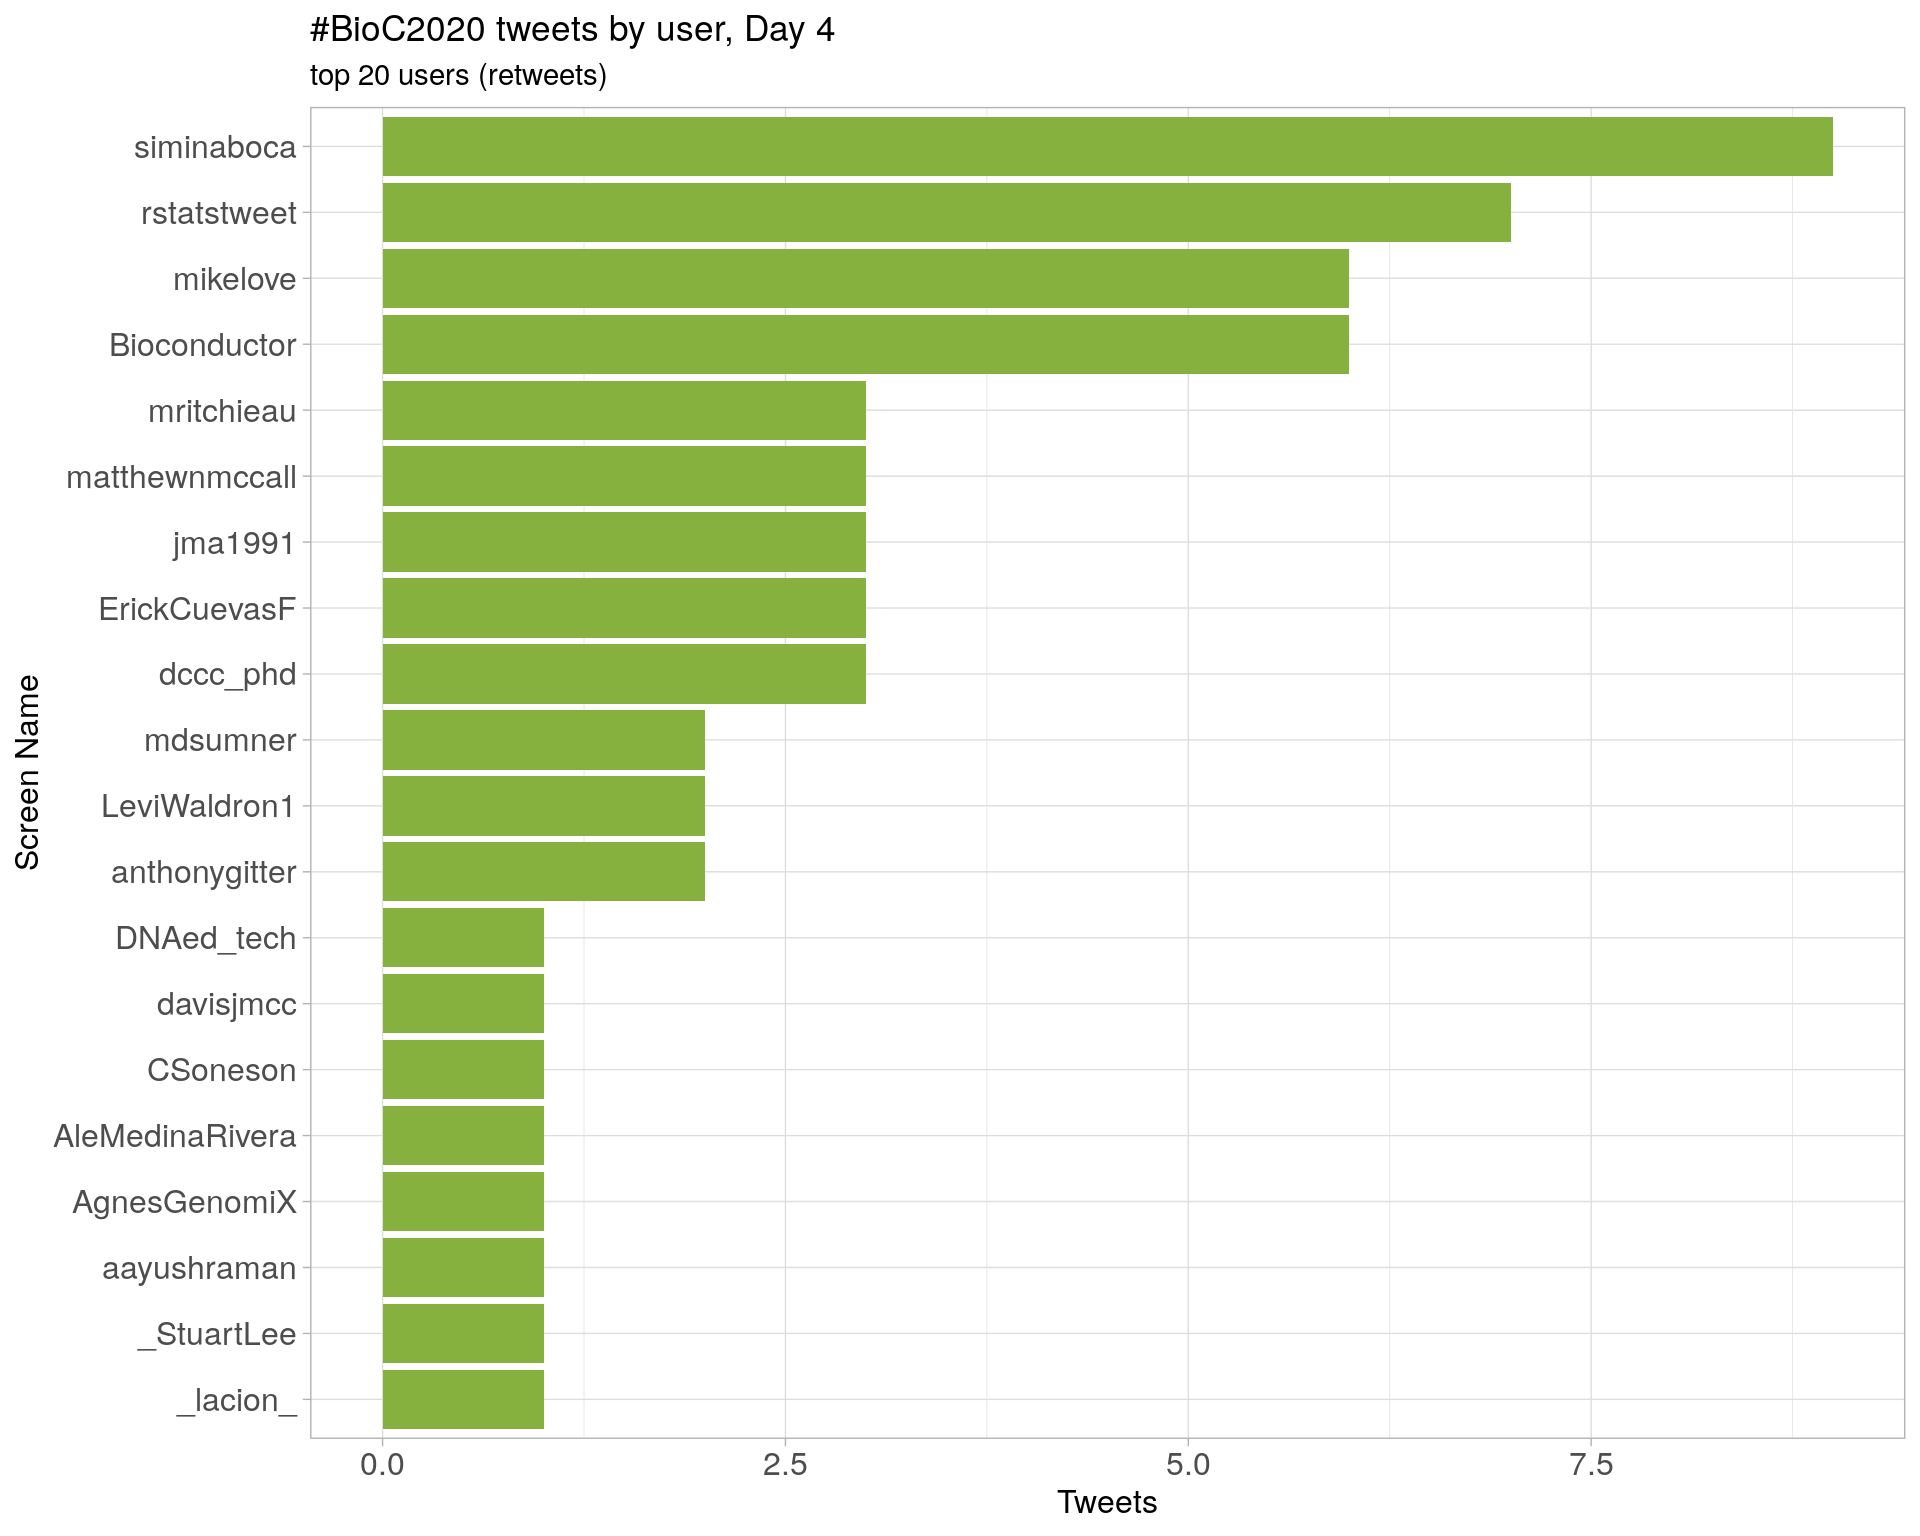 #BioC2020 tweets by user, Day 4
top 20 users (retweets)
siminaboca
rstatstweet
mikelove
Bioconductor
mritchieau
matthewnmccall
jma1991
ErickCuevasF
dccc_phd
mdsumner
LeviWaldron1
anthonygitter
DNAed_tech
davisjmcc
CSoneson
AleMedinaRivera
AgnesGenomiX
aayushraman
_StuartLee
_lacion_
Screen Name
0.0 2.5 5.0 7.5
Tweets